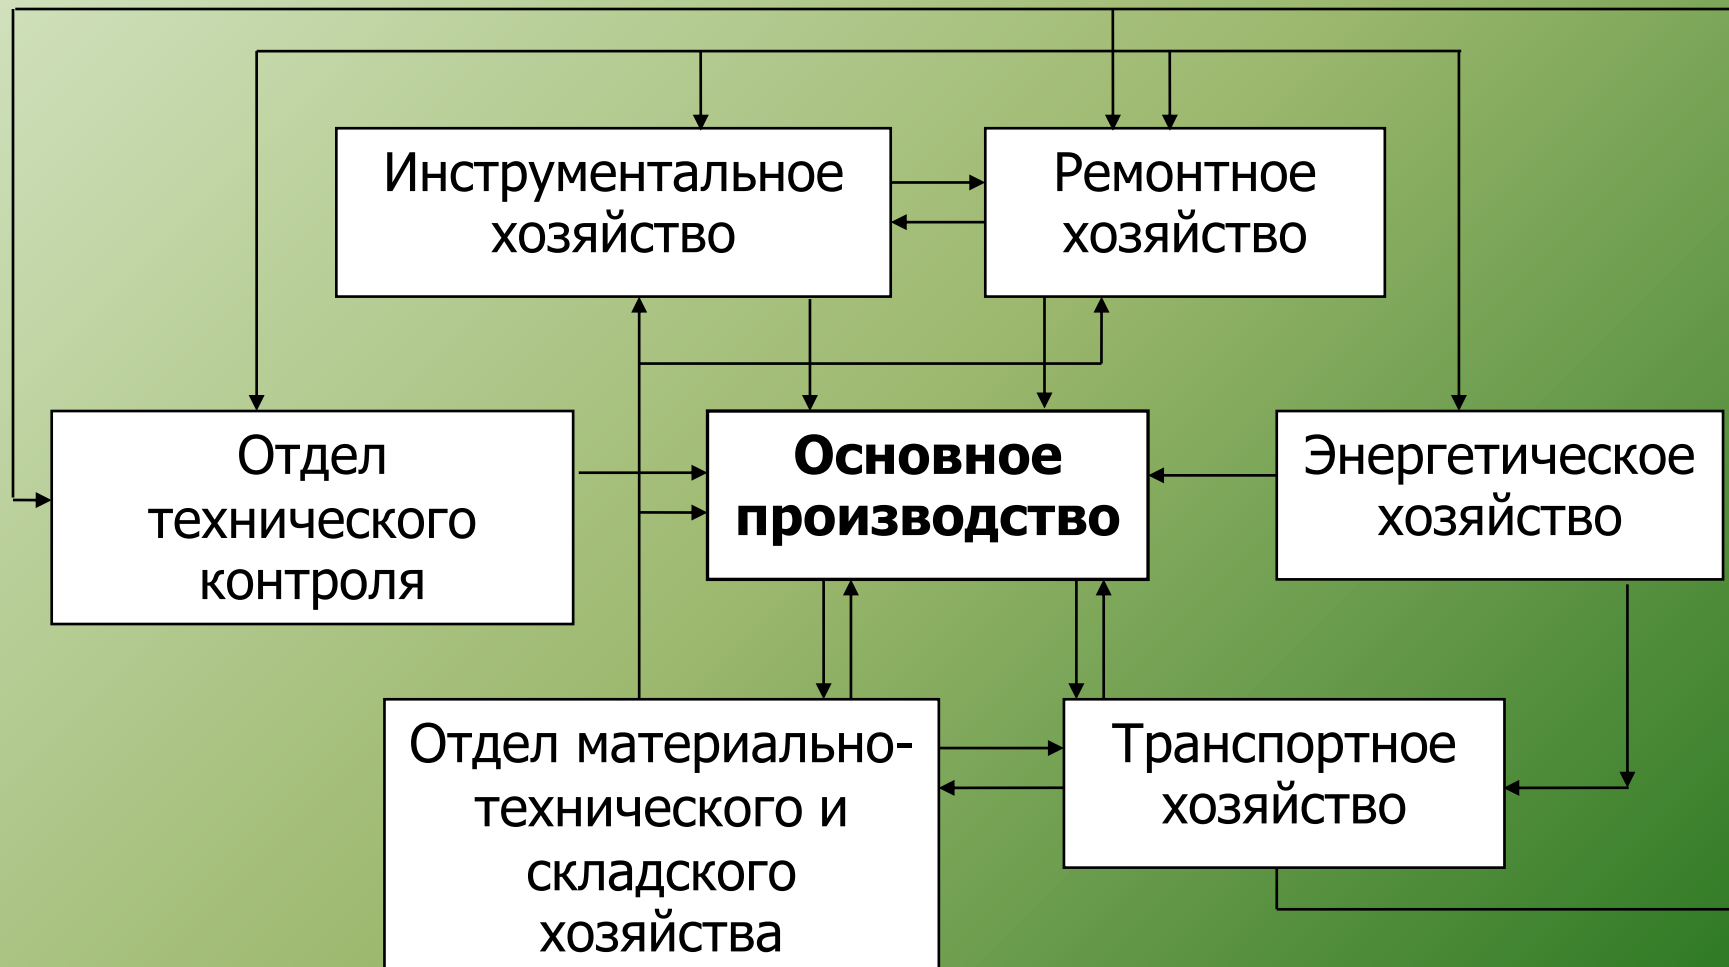 Инструментальное
хозяйство
Ремонтное
хозяйство
Отдел
технического
контроля
Основное
производство
Энергетическое
хозяйство
Отдел материально-
технического и
складского
хозяйства
Транспортное
хозяйство